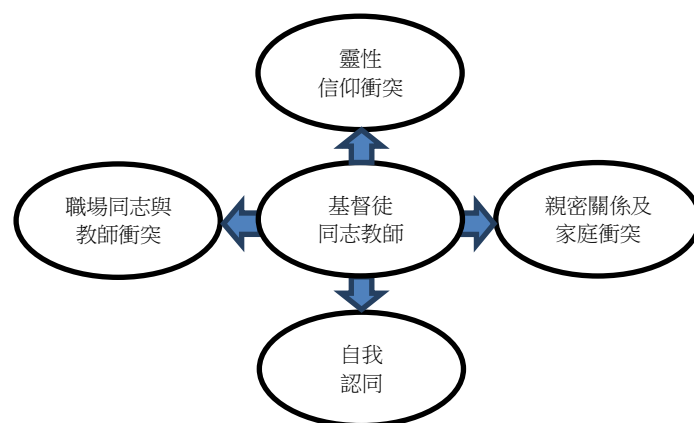 靈性
信仰衝突
職場同志與
教師衝突
基督徒
同志教師
親密關係及
家庭衝突
自我
認同